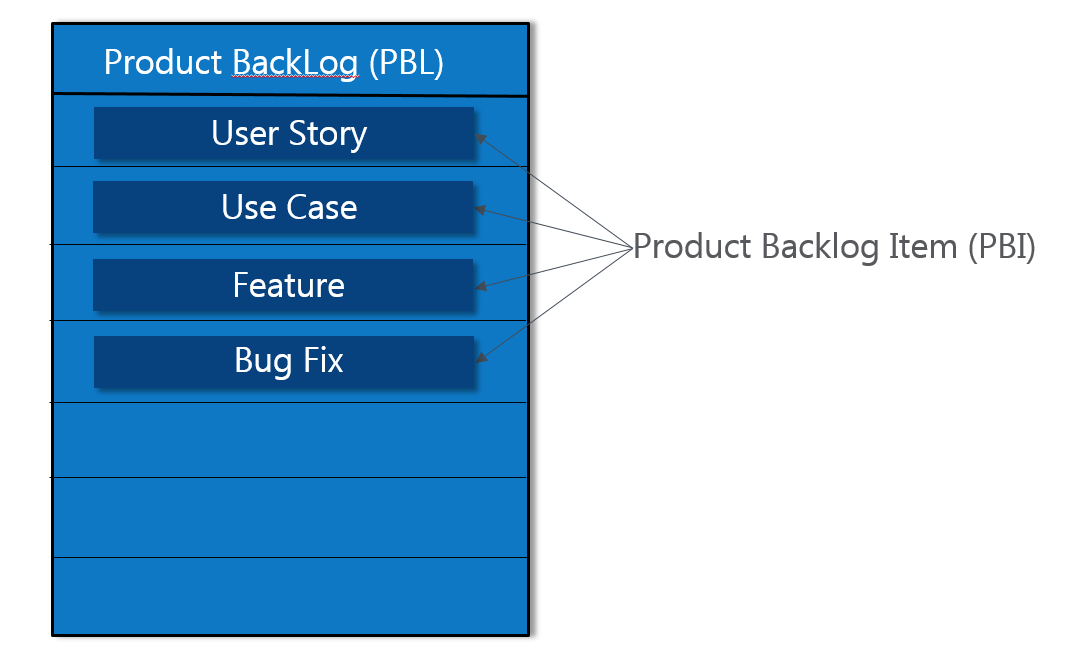 Product BackLog (PBL)
User Story
Use Case
Feature
Bug Fix
Product Backlog Item (PBI)